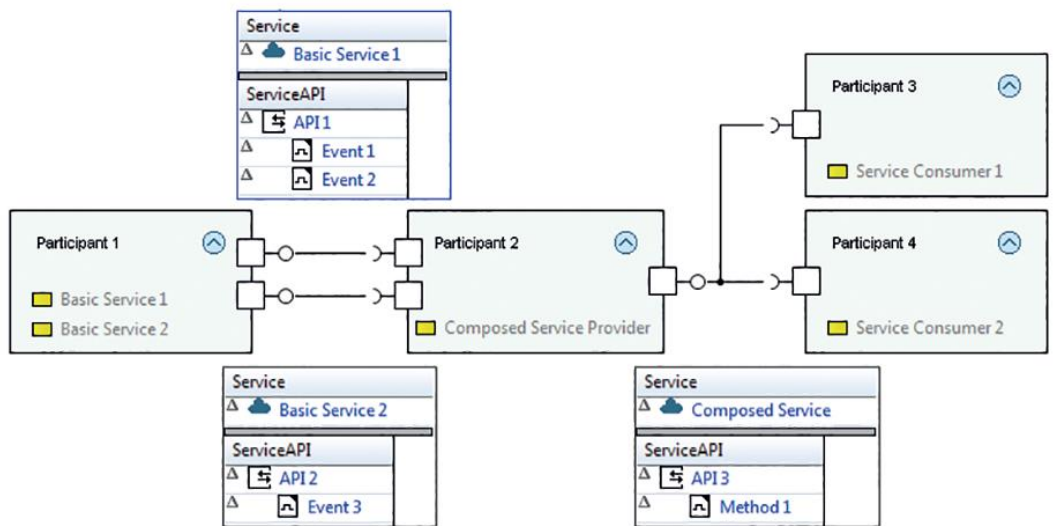 Service
Basic Service 1
ServiceAPI
API 1
Event 1
Event 2
Participant 3
Service Consumer 1
Participant 1
Basic Service 1
Basic Service 2
Participant 2
Composed Service Provider
Participant 4
Service Consumer 2
Service
Basic Service 2
ServiceAPI
API 2
Event 3
Service
Composed Service
ServiceAPI
API 3
Method 1